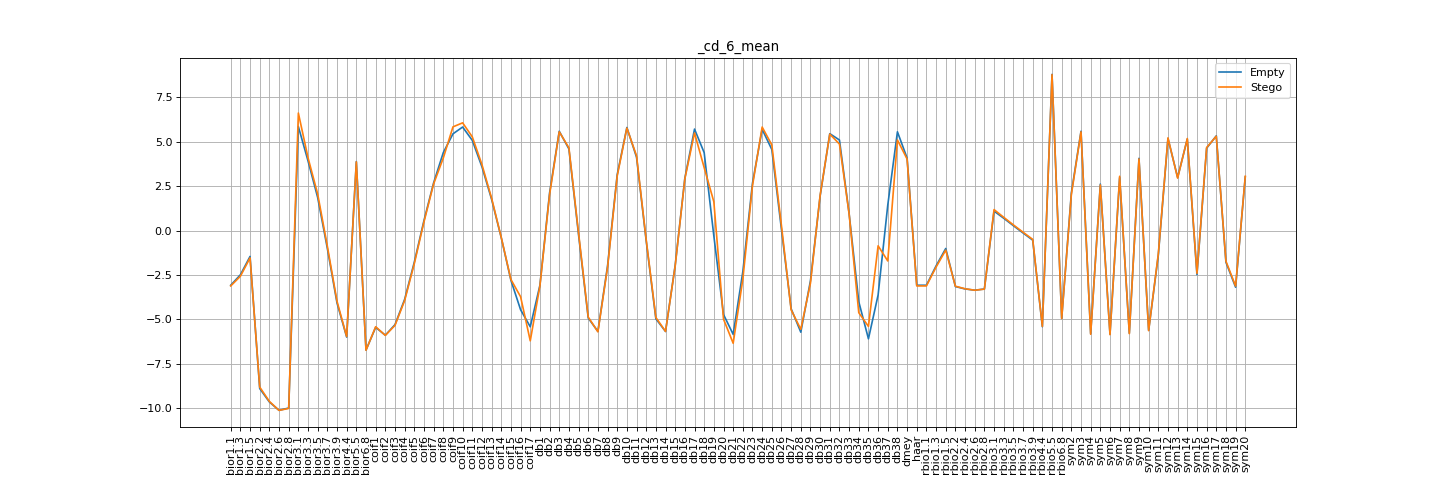 _cd_6_mean
Empty
Stego
7.5
5.0
2.5
0.0
−2.5
−5.0
−7.5
−10.0
bior1.1
bior1.3
bior1.5
bior2.2
bior2.4
bior2.6
bior2.8
bior3.1
bior3.3
bior3.5
bior3.7
bior3.9
bior4.4
bior5.5
bior6.8
coif1
coif2
coif3
coif4
coif5
coif6
coif7
coif8
coif9
coif10
coif11
coif12
coif13
coif14
coif15
coif16
coif17
db1
db2
db3
db4
db5
db6
db7
db8
db9
db10
db11
db12
db13
db14
db15
db16
db17
db18
db19
db20
db21
db22
db23
db24
db25
db26
db27
db28
db29
db30
db31
db32
db33
db34
db35
db36
db37
db38
dmey
haar
rbio1.1
rbio1.3
rbio1.5
rbio2.2
rbio2.4
rbio2.6
rbio2.8
rbio3.1
rbio3.3
rbio3.5
rbio3.7
rbio3.9
rbio4.4
rbio5.5
rbio6.8
sym2
sym3
sym4
sym5
sym6
sym7
sym8
sym9
sym10
sym11
sym12
sym13
sym14
sym15
sym16
sym17
sym18
sym19
sym20